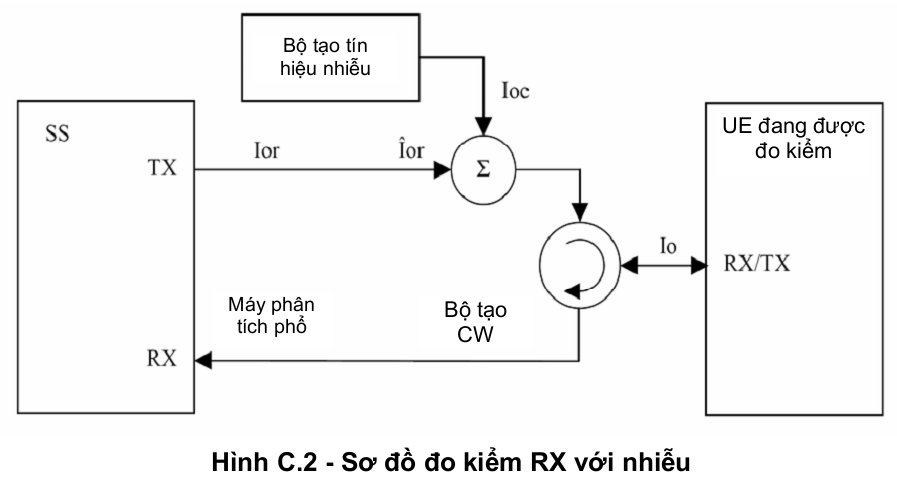 Bộ tạo tín
hiệu nhiễu
Ioc
SS
UE đang được
đo kiểm
TX
Ior
Îor
Σ
Io
RX/TX
Máy phân
tích phổ
Bộ tạo
CW
RX
Hình C.2 - Sơ đồ đo kiểm RX với nhiễu